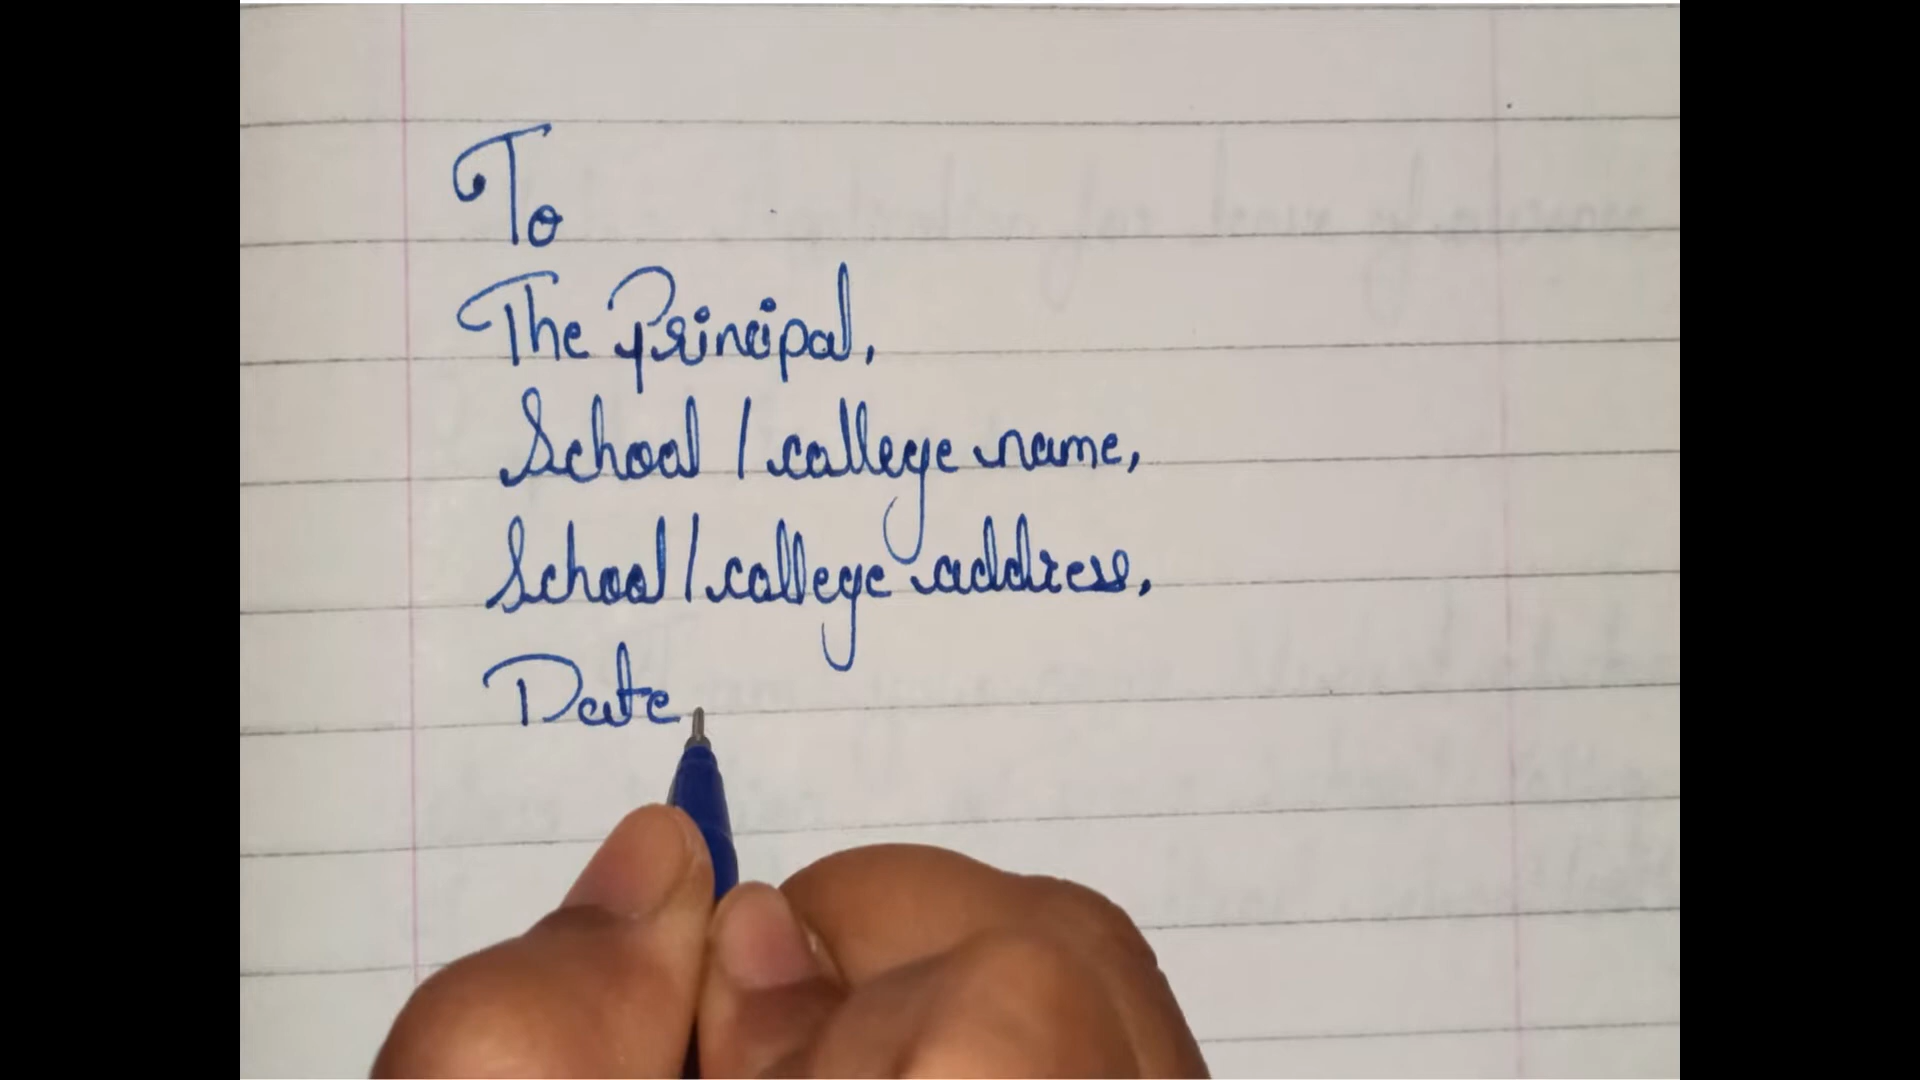 To
The Principal,
School / college name,
School / college address,
Date